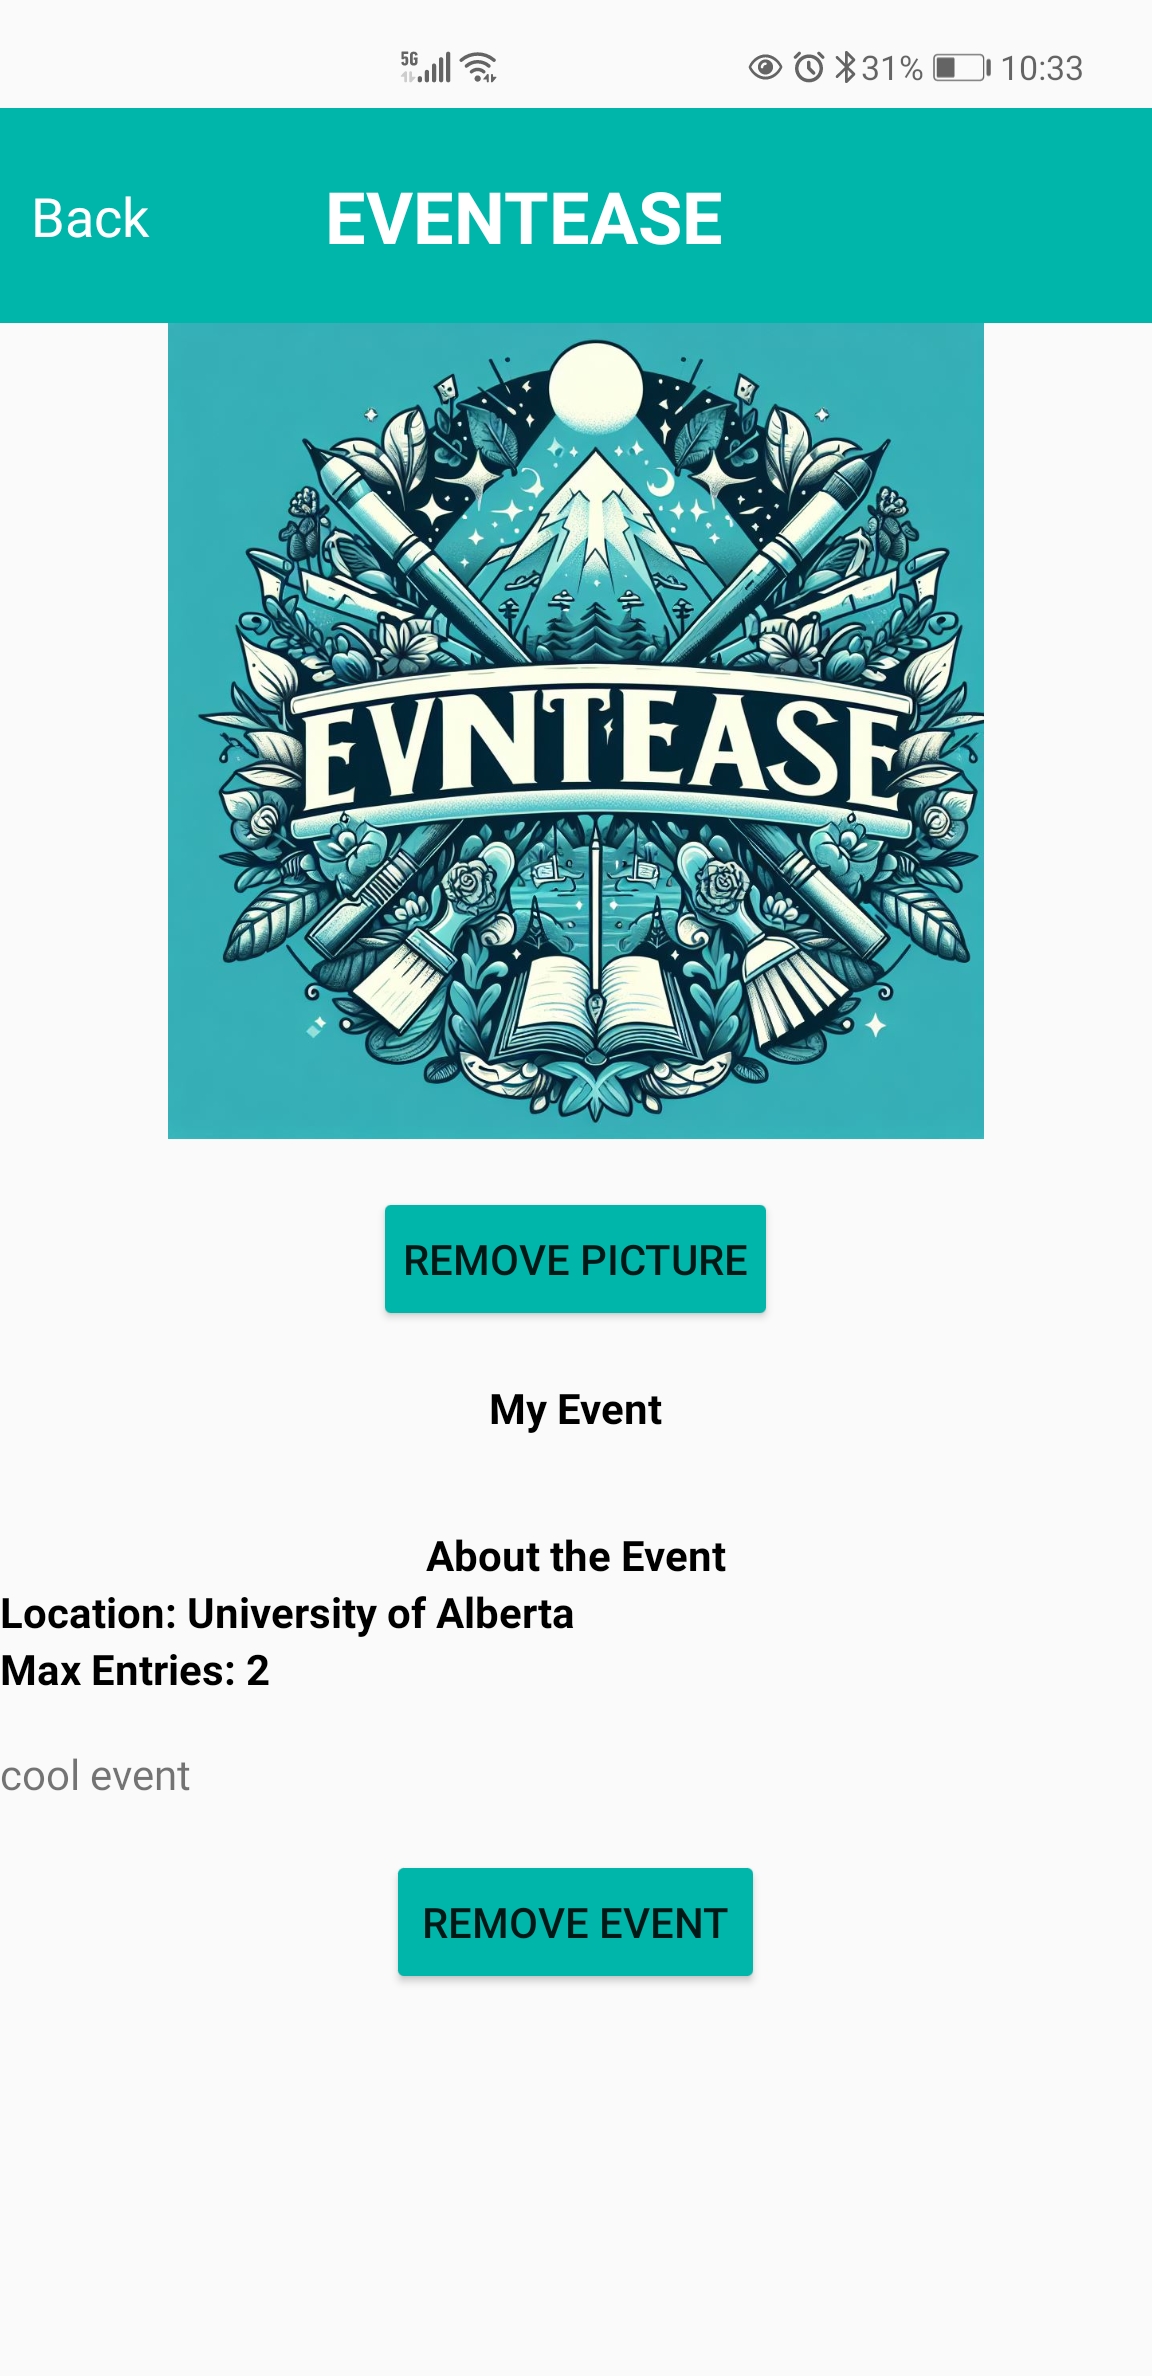 5G 31% 10:33
Back EVENTEASE
EVNTEASE
REMOVE PICTURE
My Event
About the Event
Location: University of Alberta
Max Entries: 2
cool event
REMOVE EVENT